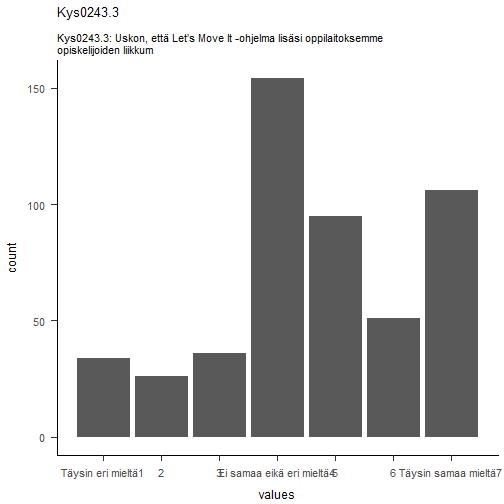 Kys0243.3
Kys0243.3: Uskon, että Let's Move It -ohjelma lisäsi oppilaitoksemme
opiskelijoiden liikkum
150
100
50
0
count
Täysin eri mieltä1 2 3 Ei samaa eikä eri mieltä4 5 6 Täysin samaa mieltä7
values